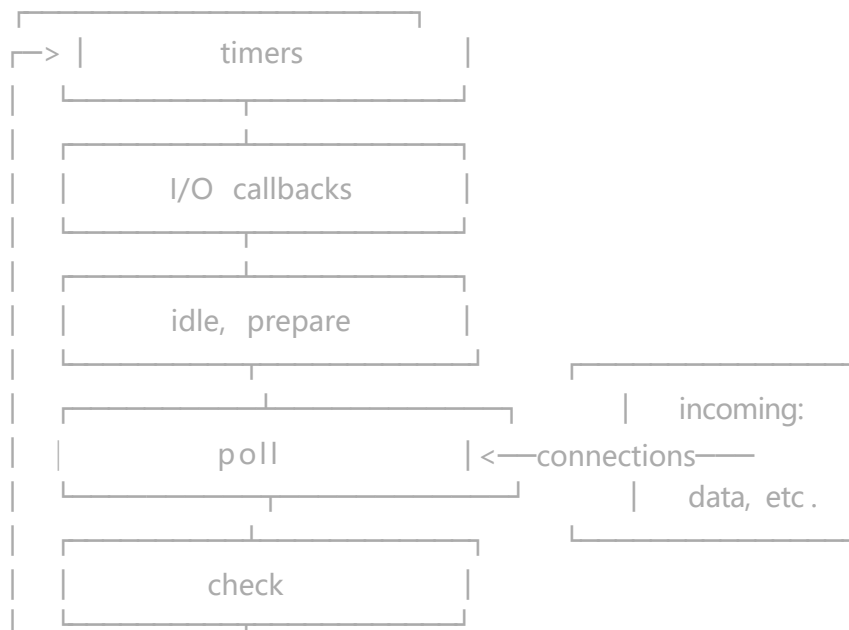 timers
I/O callbacks
idle, prepare
incoming:
poll
connections
data, etc .
check